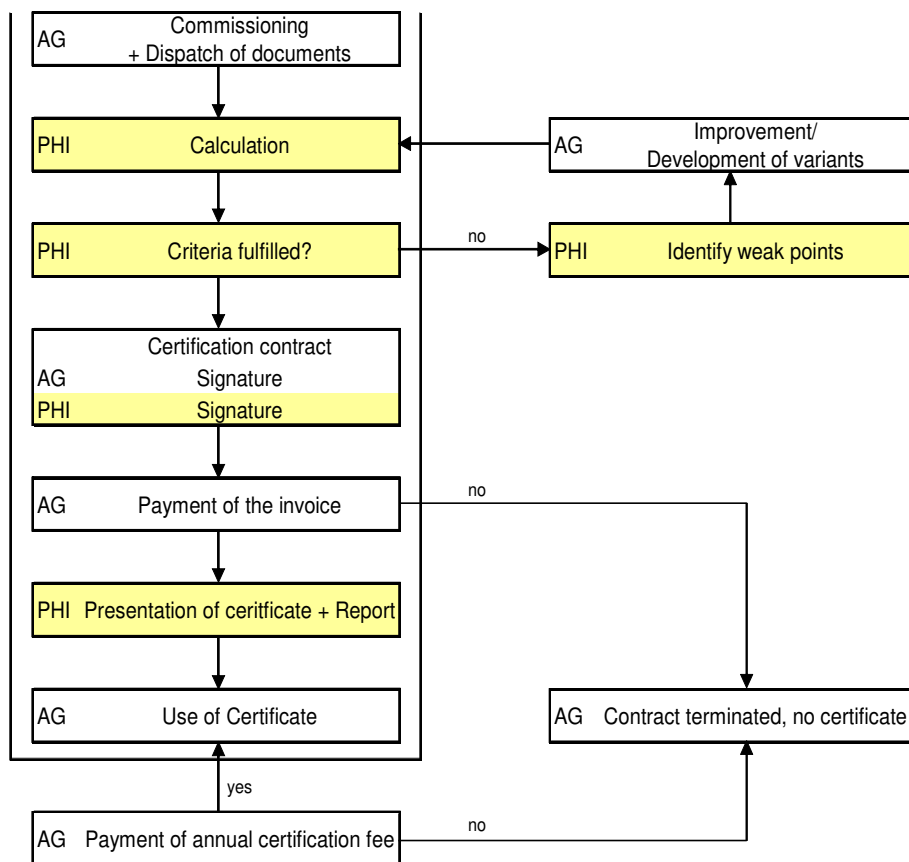 AG Commissioning
+ Dispatch of documents
PHI Calculation
AG Improvement/
Development of variants
PHI Criteria fulfilled?
no
PHI Identify weak points
Certification contract
AG Signature
PHI Signature
AG Payment of the invoice
no
PHI Presentation of ceritficate + Report
AG Use of Certificate
AG Contract terminated, no certificate
yes
AG Payment of annual certification fee
no